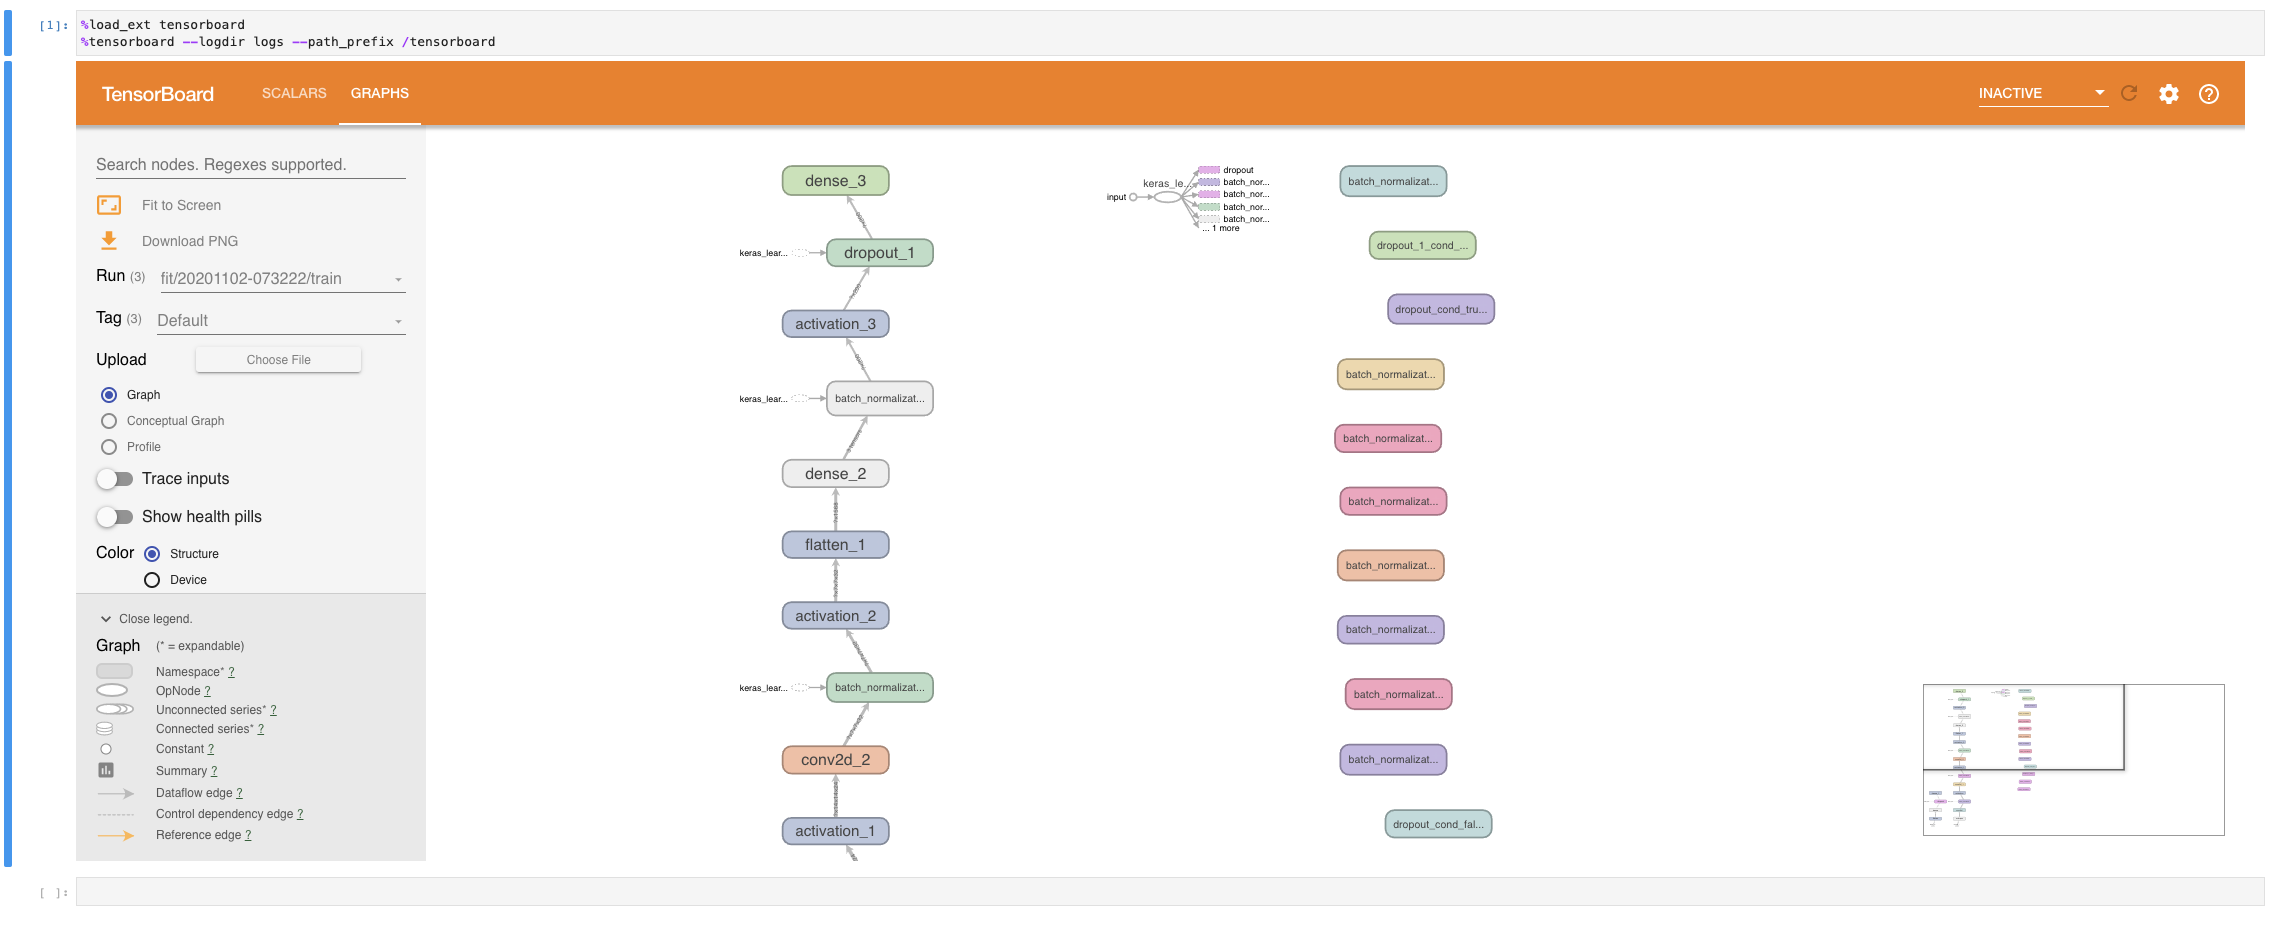 [1]:
%load_ext tensorboard
%tensorboard --logdir logs --path_prefix /tensorboard
TensorBoard
SCALARS
GRAPHS
INACTIVE
Search nodes. Regexes supported.
Fit to Screen
Download PNG
Run (3) fit/20201102-073222/train
Tag (3) Default
Upload
Choose File
Graph
Conceptual Graph
Profile
Trace inputs
Show health pills
Color
Structure
Device
Close legend.
Graph (* = expandable)
Namespace* ?
OpNode ?
Unconnected series* ?
Connected series* ?
Constant ?
Summary ?
Dataflow edge ?
Control dependency edge ?
Reference edge ?
dense_3
keras_lear...
dropout_1
activation_3
keras_lear...
batch_normalizat...
dense_2
flatten_1
activation_2
keras_lear...
batch_normalizat...
conv2d_2
activation_1
input
keras_le...
dropout
batch_nor...
batch_nor...
batch_nor...
batch_nor...
... 1 more
batch_normalizat...
dropout_1_cond_...
dropout_cond_tru...
batch_normalizat...
batch_normalizat...
batch_normalizat...
batch_normalizat...
batch_normalizat...
batch_normalizat...
batch_normalizat...
dropout_cond_fal...
[ ]: